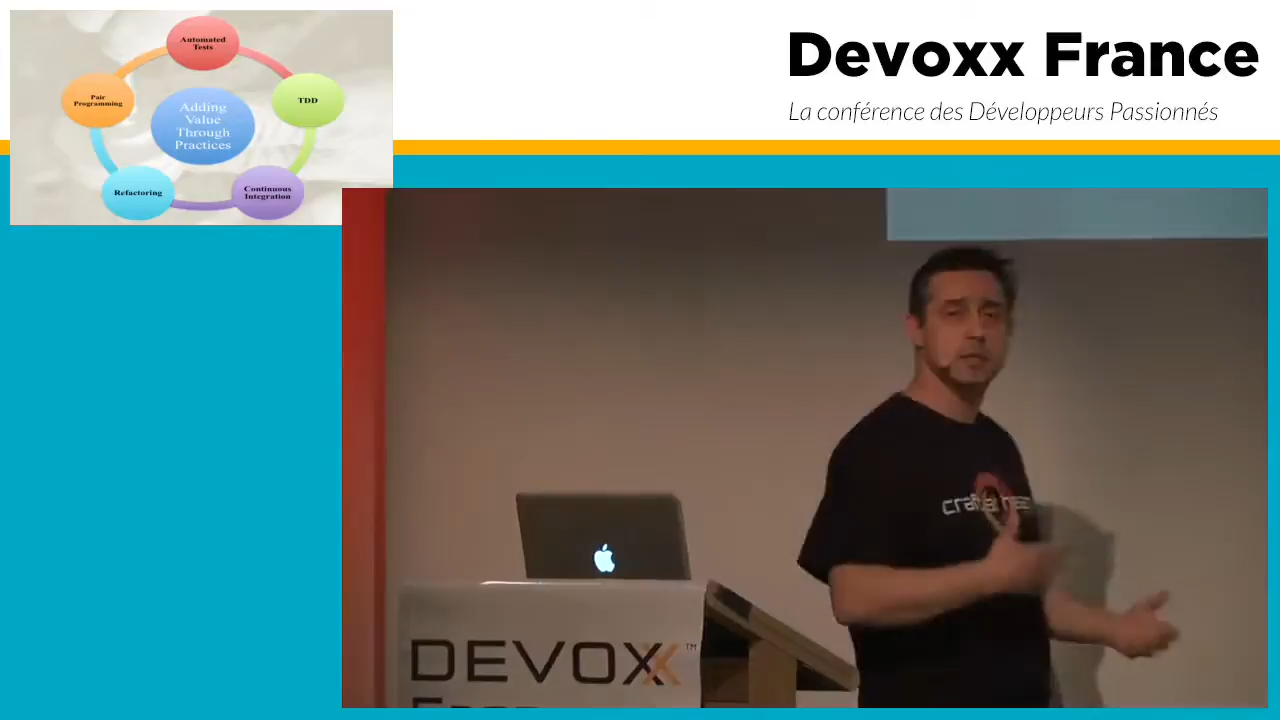 Automated
Tests
Pair
Programming
TDD
Adding
Value
Through
Practices
Refactoring
Continuous
Integration
Devoxx France
La conférence des Développeurs Passionnés
DEVOXX™